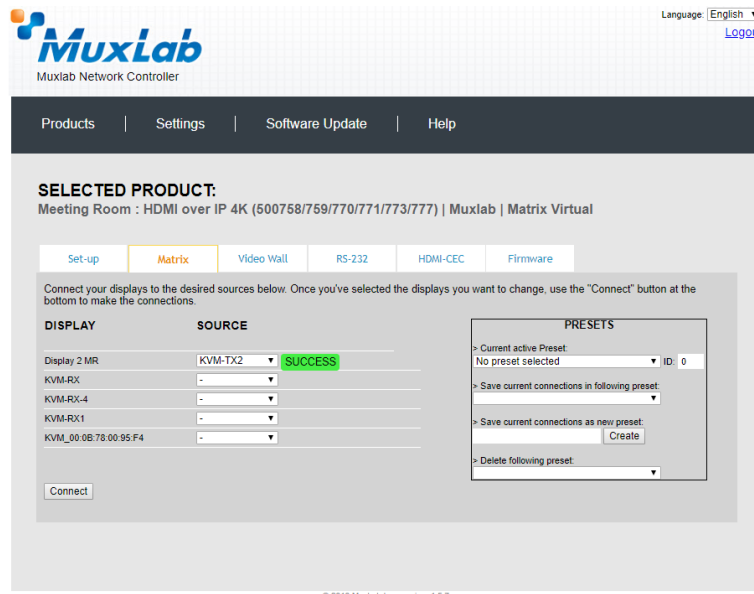 Language: English
Logo
MuxLab
Muxlab Network Controller
Products | Settings | Software Update | Help
SELECTED PRODUCT:
Meeting Room : HDMI over IP 4K (500758/759/770/771/773/777) | Muxlab | Matrix Virtual
Set-up Matrix Video Wall RS-232 HDMI-CEC Firmware
Connect your displays to the desired sources below. Once you've selected the displays you want to change, use the "Connect" button at the
bottom to make the connections.
DISPLAY SOURCE
Display 2 MR KVM-TX2 SUCCESS
KVM-RX -
KVM-RX-4 -
KVM-RX1 -
KVM_00:0B:78:00:95:F4 -
Connect
PRESETS
> Current active Preset:
No preset selected ID: 0
> Save current connections in following preset:
> Save current connections as new preset:
Create
> Delete following preset: